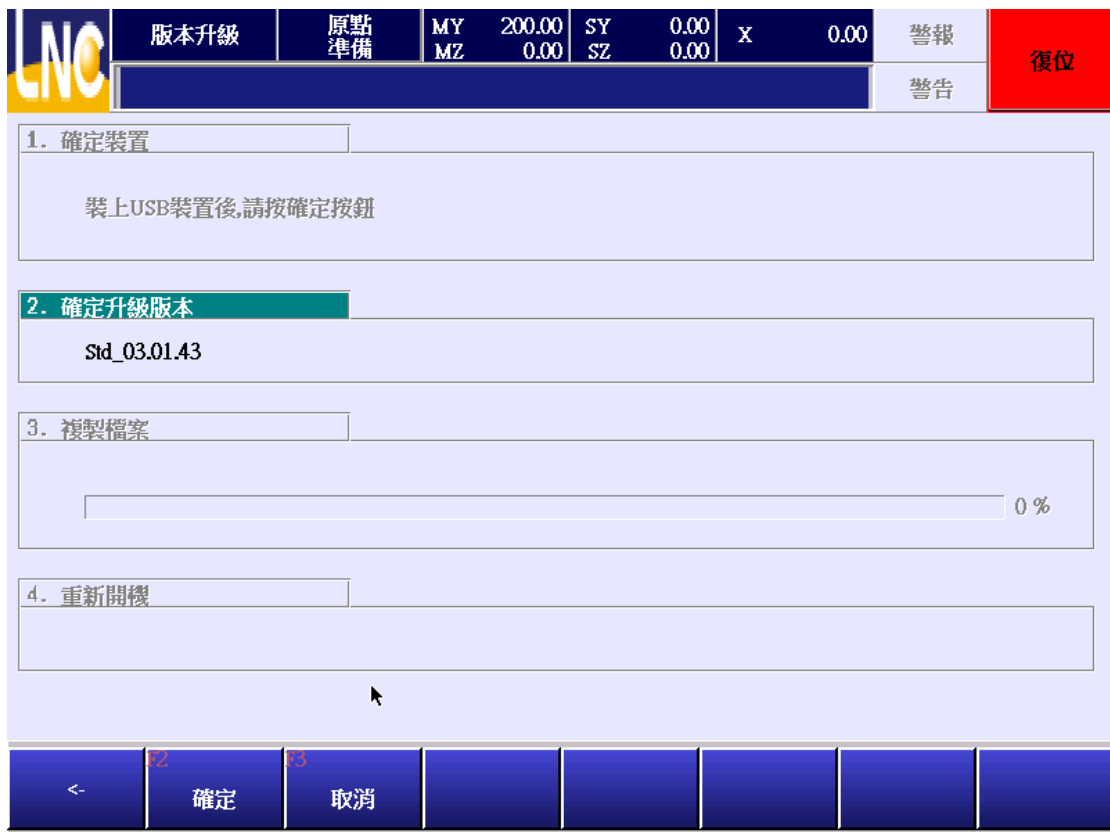 LNC
版本升級
原點
準備
MY 200.00 SY 0.00 X 0.00
MZ 0.00 SZ 0.00
警報
警告
復位
1. 確定裝置
裝上USB裝置後,請按確定按鈕
2. 確定升級版本
Std_03.01.43
3. 複製檔案
0 %
4. 重新開機
<-
F2
確定
F3
取消